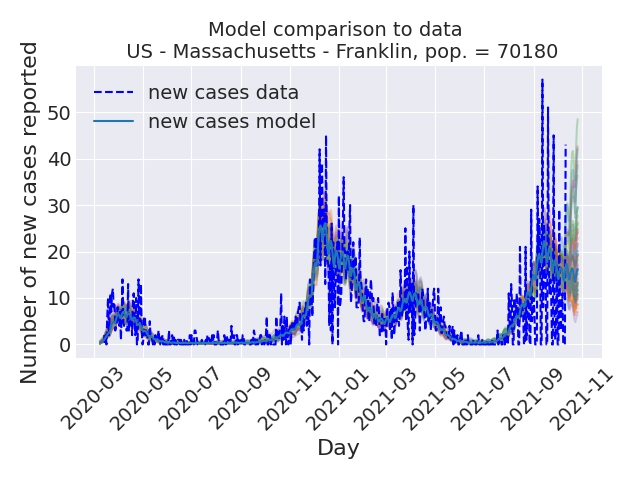 Model comparison to data
US - Massachusetts - Franklin, pop. = 70180
Number of new cases reported
50
40
30
20
10
0
new cases data
new cases model
2020-03
2020-05
2020-07
2020-09
2020-11
2021-01
2021-03
2021-05
2021-07
2021-09
2021-11
Day